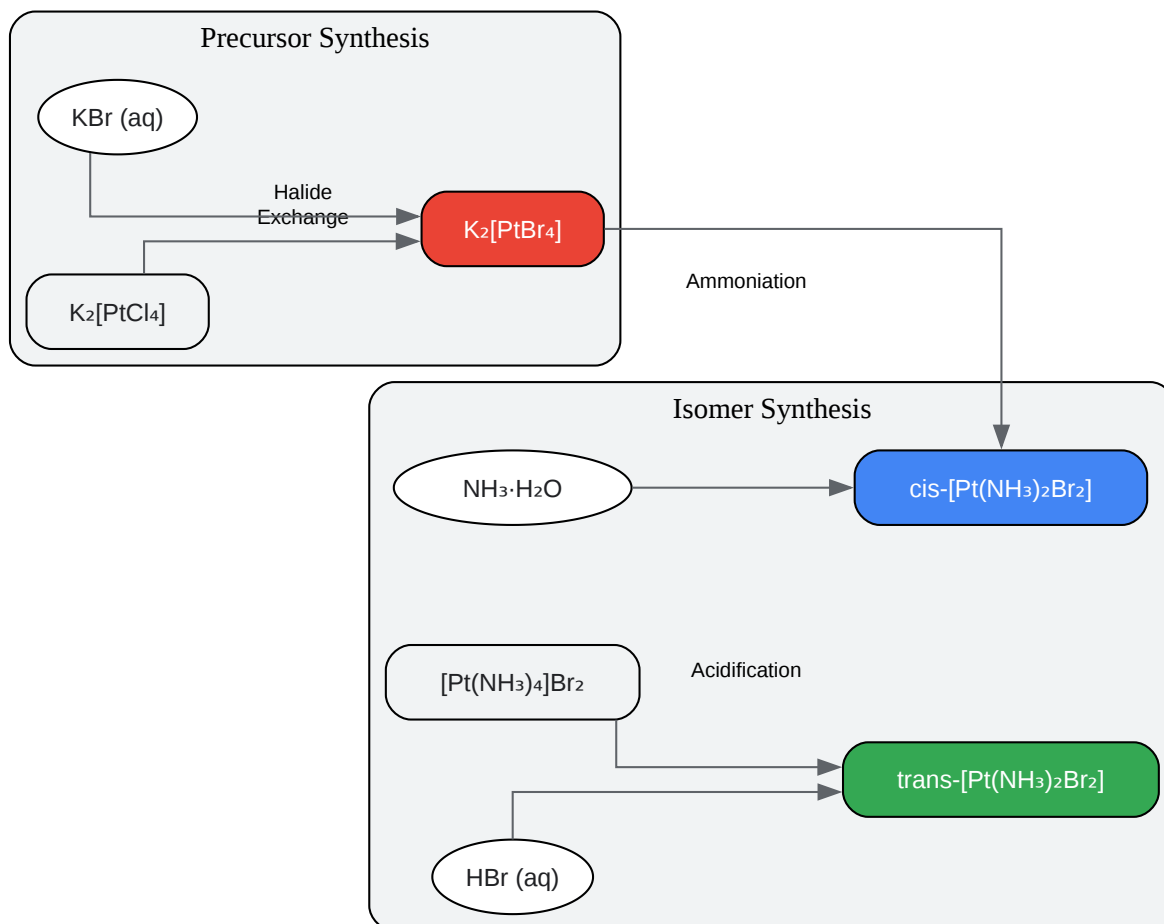 Precursor Synthesis
KBr (aq)
Halide
Exchange
K₂[PtBr₄]
K₂[PtCl₄]
Ammoniation
Isomer Synthesis
NH₃·H₂O
cis-[Pt(NH₃)₂Br₂]
[Pt(NH₃)₄]Br₂
Acidification
trans-[Pt(NH₃)₂Br₂]
HBr (aq)